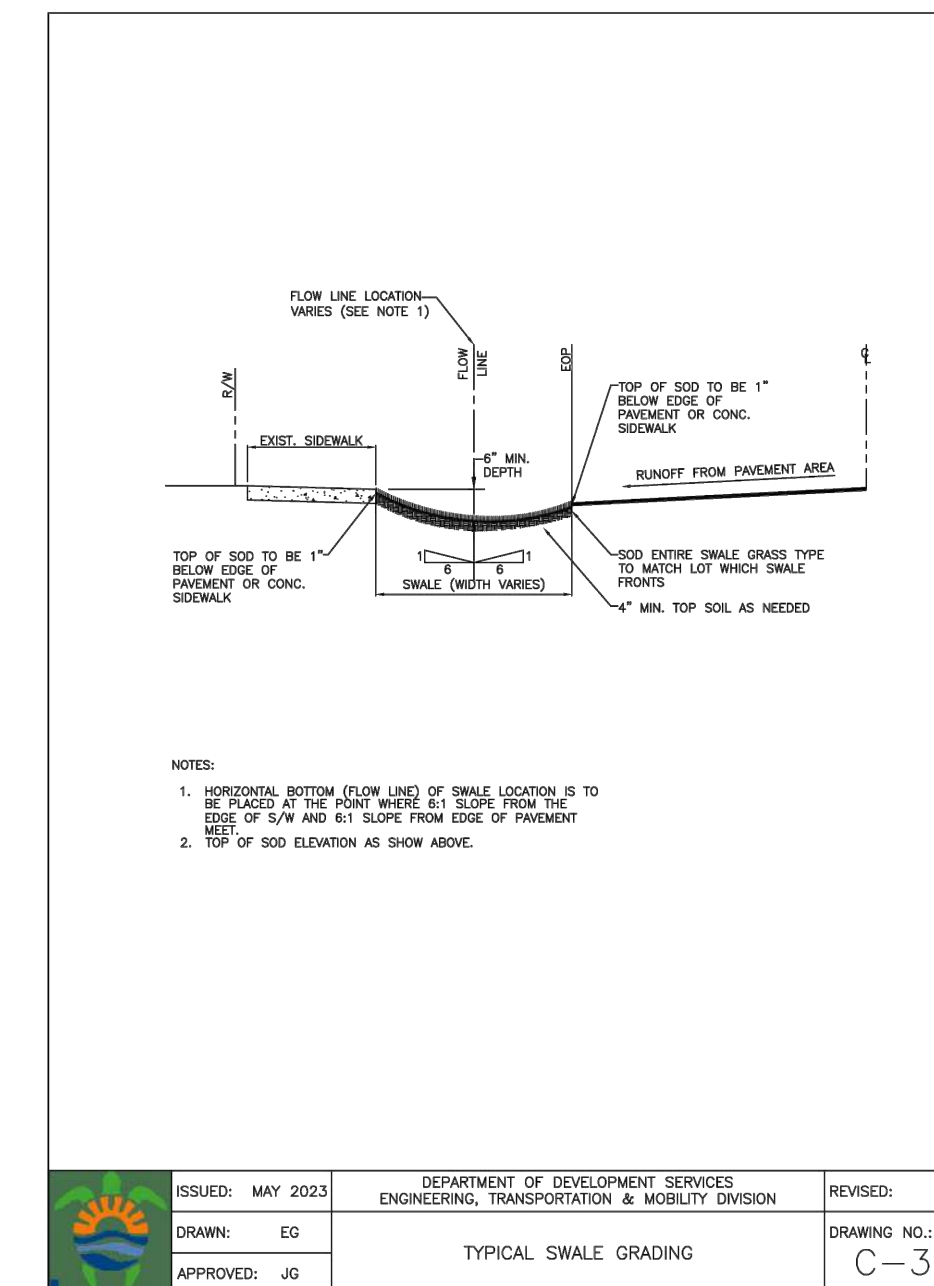 FLOW LINE LOCATION
VARIES (SEE NOTE 1)
R/W
FLOW
LINE
EOP
℄
TOP OF SOD TO BE 1"
BELOW EDGE OF
PAVEMENT OR CONC.
SIDEWALK
EXIST. SIDEWALK
6" MIN.
DEPTH
RUNOFF FROM PAVEMENT AREA
TOP OF SOD TO BE 1"
BELOW EDGE OF
PAVEMENT OR CONC.
SIDEWALK
1 6 6 1
SWALE (WIDTH VARIES)
SOD ENTIRE SWALE GRASS TYPE
TO MATCH LOT WHICH SWALE
FRONTS
4" MIN. TOP SOIL AS NEEDED
NOTES:
1. HORIZONTAL BOTTOM (FLOW LINE) OF SWALE LOCATION IS TO
BE PLACED AT THE POINT WHERE 6:1 SLOPE FROM THE
EDGE OF S/W AND 6:1 SLOPE FROM EDGE OF PAVEMENT
MEET.
2. TOP OF SOD ELEVATION AS SHOW ABOVE.
ISSUED: MAY 2023
DRAWN: EG
APPROVED: JG
DEPARTMENT OF DEVELOPMENT SERVICES
ENGINEERING, TRANSPORTATION & MOBILITY DIVISION
TYPICAL SWALE GRADING
REVISED:
DRAWING NO.:
C-3